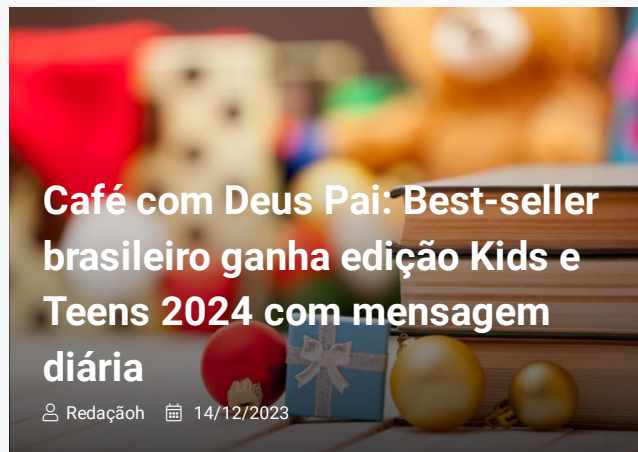 Café com Deus Pai: Best-seller
brasileiro ganha edição Kids e
Teens 2024 com mensagem
diária
Redaçãoh 14/12/2023